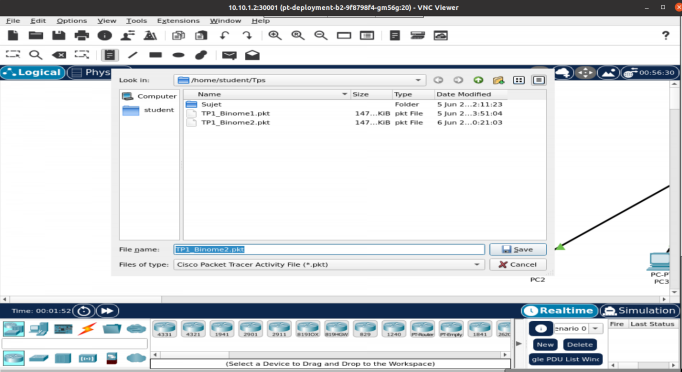 10.10.1.2:30001 (pt-deployment-b2-9f8798f4-gm56g:20) - VNC Viewer
File Edit Options View Tools Extensions Window Help
Logical Phys 00:56:30
Look in: /home/student/Tps
Computer
student
Name Size Type Date Modified
Sujet Folder 5 Jun 2...2:11:23
TP1_Binome1.pkt 147...KiB pkt File 5 Jun 2...3:51:04
TP1_Binome2.pkt 147...KiB pkt File 6 Jun 2...0:21:03
File name: TP1_Binome2.pkt Save
Files of type: Cisco Packet Tracer Activity File (*.pkt) Cancel
PC-P
PC3
PC2
Time: 00:01:52 Realtime Simulation
4331 4321 1941 2901 2911 819IOX 819HGW 829 1240 PT-Router PT-Empty 1841 2620
enario 0 Fire Last Status
New Delete
gle PDU List Wind
(Select a Device to Drag and Drop to the Workspace)